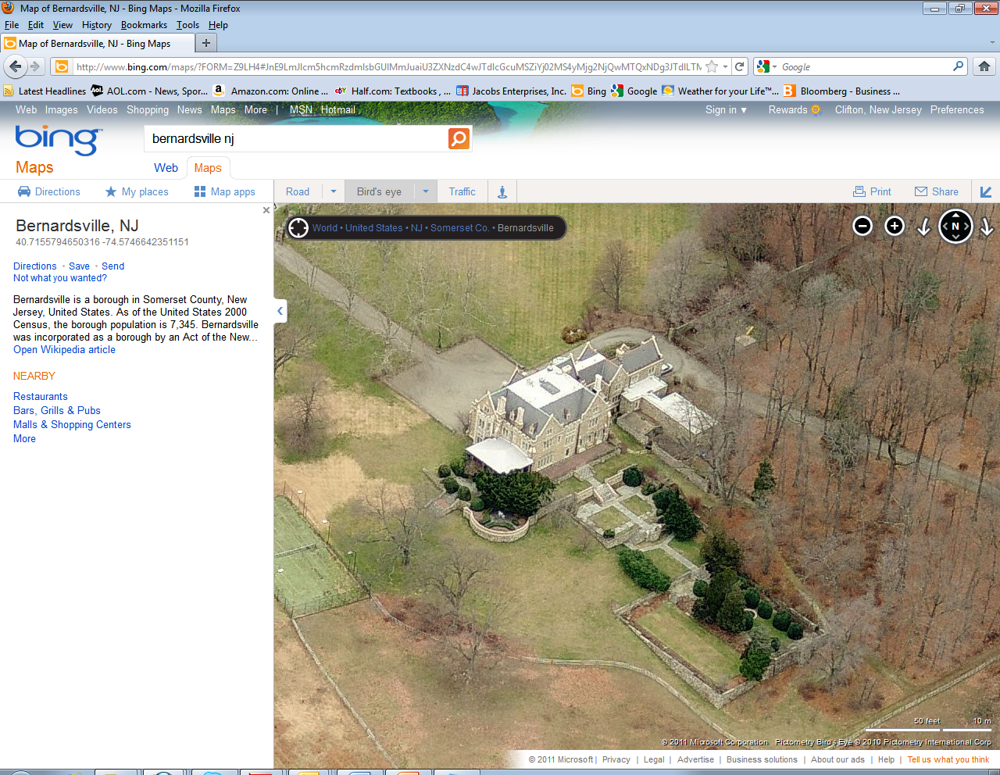 Map of Bernardsville, NJ - Bing Maps - Mozilla Firefox
File Edit View History Bookmarks Tools Help
Map of Bernardsville, NJ - Bing Maps
Google
Latest Headlines AOL.com - News, Spor... Amazon.com: Online ... Half.com: Textbooks , ... Jacobs Enterprises, Inc. Bing Google Weather for your Life™... Bloomberg - Business ...
Web Images Videos Shopping News Maps More | MSN Hotmail Sign in Rewards Clifton, New Jersey Preferences
bing™
bernardsville nj
Maps Web Maps
Directions My places Map apps Road Bird's eye Traffic Print Share
Bernardsville, NJ
40.7155794650316 -74.5746642351151
World • United States • NJ • Somerset Co. • Bernardsville
N
Directions • Save • Send
Not what you wanted?
Bernardsville is a borough in Somerset County, New
Jersey, United States. As of the United States 2000
Census, the borough population is 7,345. Bernardsville
was incorporated as a borough by an Act of the New...
Open Wikipedia article
NEARBY
Restaurants
Bars, Grills & Pubs
Malls & Shopping Centers
More
50 feet 10 m
© 2011 Microsoft Corporation Pictometry Bird's Eye © 2010 Pictometry International Corp
© 2011 Microsoft | Privacy | Legal | Advertise | Business solutions | About our ads | Help | Tell us what you think